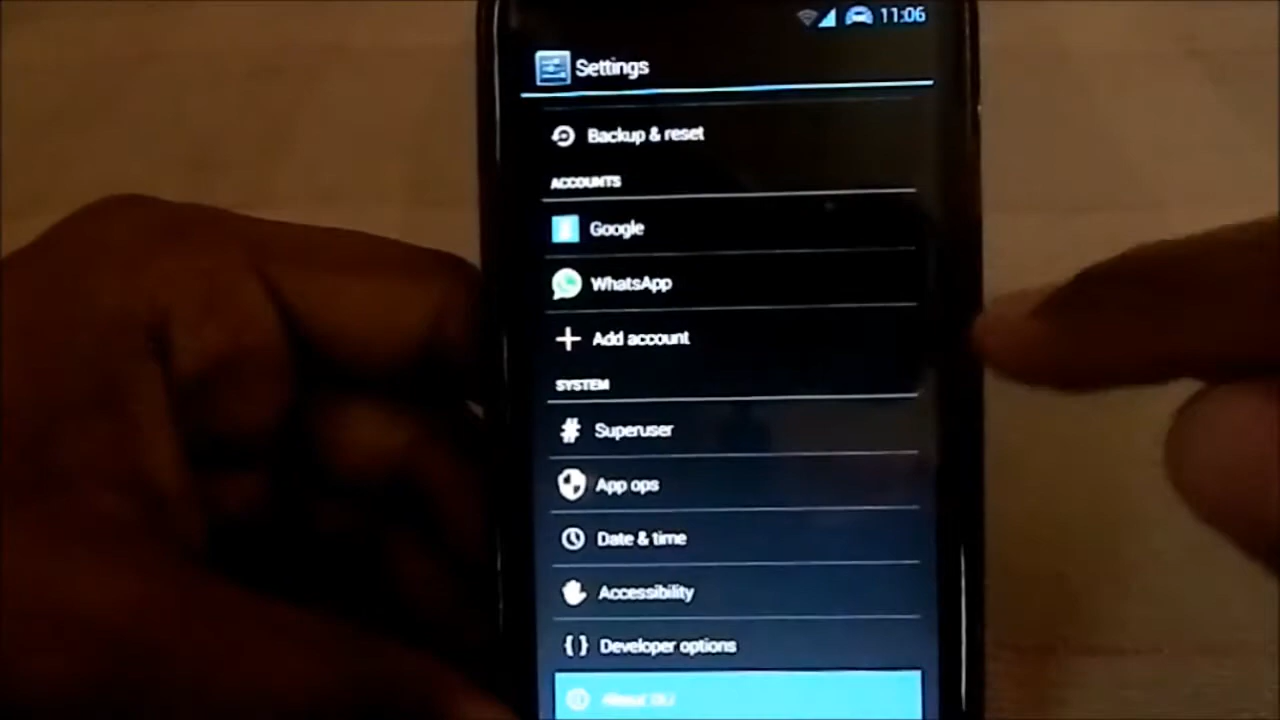 11:06
Settings
Backup & reset
ACCOUNTS
Google
WhatsApp
Add account
SYSTEM
# Superuser
App ops
Date & time
Accessibility
{ } Developer options
About